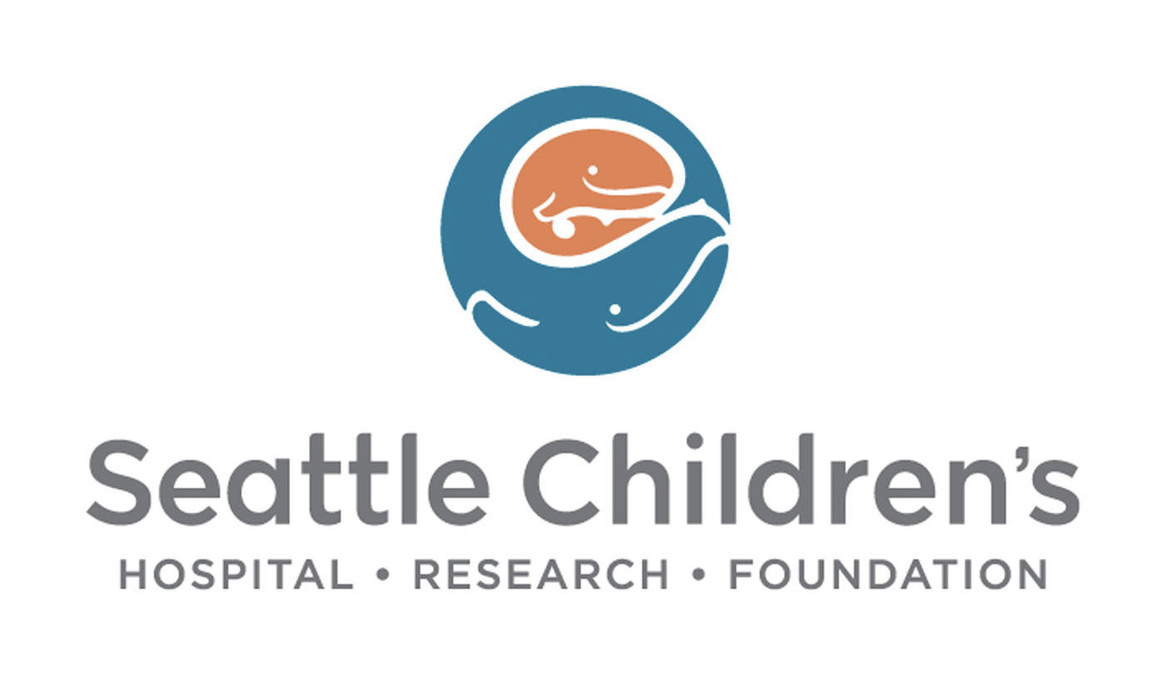 Seattle Children’s
HOSPITAL • RESEARCH • FOUNDATION